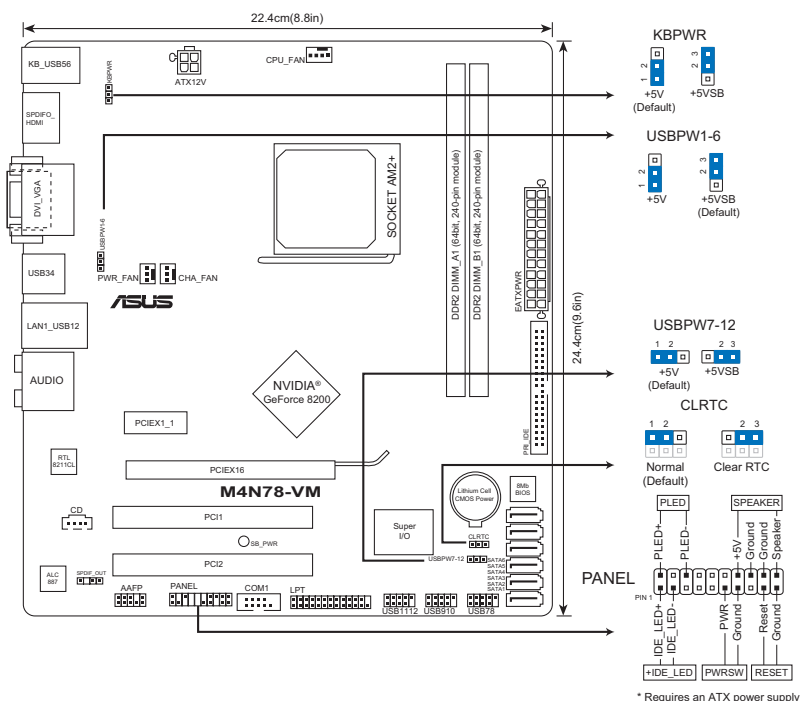 22.4cm(8.8in)
KB_USB56
ATX12V
CPU_FAN
KBPWR
SPDIFO_
HDMI
DVI_VGA
USBPW1-6
PWR_FAN
CHA_FAN
ASUS
SOCKET AM2+
DDR2 DIMM_A1 (64bit, 240-pin module)
DDR2 DIMM_B1 (64bit, 240-pin module)
EATXPWR
24.4cm(9.6in)
USB34
LAN1_USB12
AUDIO
NVIDIA®
GeForce 8200
PRI_IDE
PCIEX1_1
RTL
8211CL
PCIEX16
M4N78-VM
Lithium Cell
CMOS Power
8Mb
BIOS
CD
PCI1
Super
I/O
CLRTC
SB_PWR
USBPW7-12
SATA6
SATA5
SATA4
SATA3
SATA2
SATA1
PCI2
ALC
887
SPDIF_OUT
AAFP
PANEL
COM1
LPT
USB1112
USB910
USB78
KBPWR
1 2
2 3
+5V
(Default)
+5VSB
USBPW1-6
1 2
2 3
+5V
+5VSB
(Default)
USBPW7-12
1 2
2 3
+5V
(Default)
+5VSB
CLRTC
1 2
2 3
Normal
(Default)
Clear RTC
PLED
SPEAKER
PLED+
PLED-
+5V
Ground
Ground
Speaker
PANEL
PIN 1
IDE_LED+
IDE_LED-
PWR
Ground
Reset
Ground
+IDE_LED
PWRSW
RESET
* Requires an ATX power supply